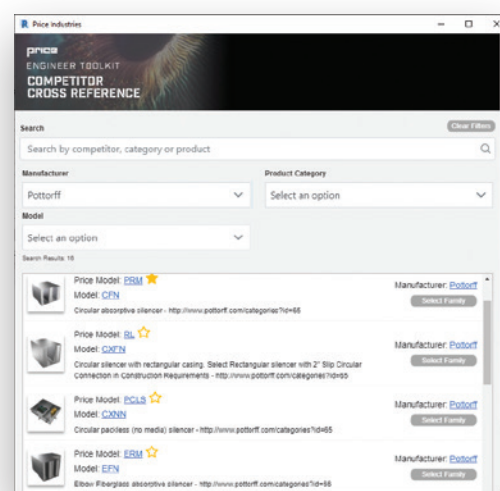 Price Industries
price
ENGINEER TOOLKIT
COMPETITOR
CROSS REFERENCE
Search
Clear Filters
Search by competitor, category or product
Manufacturer
Product Category
Pottorff
Select an option
Model
Select an option
Search Results: 16
Price Model: PRM
Manufacturer: Pottorff
Model: CFN
Select Family
Circular absorptive silencer - http://www.pottorff.com/categories?id=65
Price Model: RL
Manufacturer: Pottorff
Model: CXFN
Select Family
Circular silencer with rectangular casing. Select Rectangular silencer with 2" Slip Circular
Connection in Construction Requirements - http://www.pottorff.com/categories?id=65
Price Model: PCLS
Manufacturer: Pottorff
Model: CXNN
Select Family
Circular packless (no media) silencer - http://www.pottorff.com/categories?id=65
Price Model: ERM
Manufacturer: Pottorff
Model: EFN
Select Family
Elbow Fiberglass absorptive silencer - http://www.pottorff.com/categories?id=66